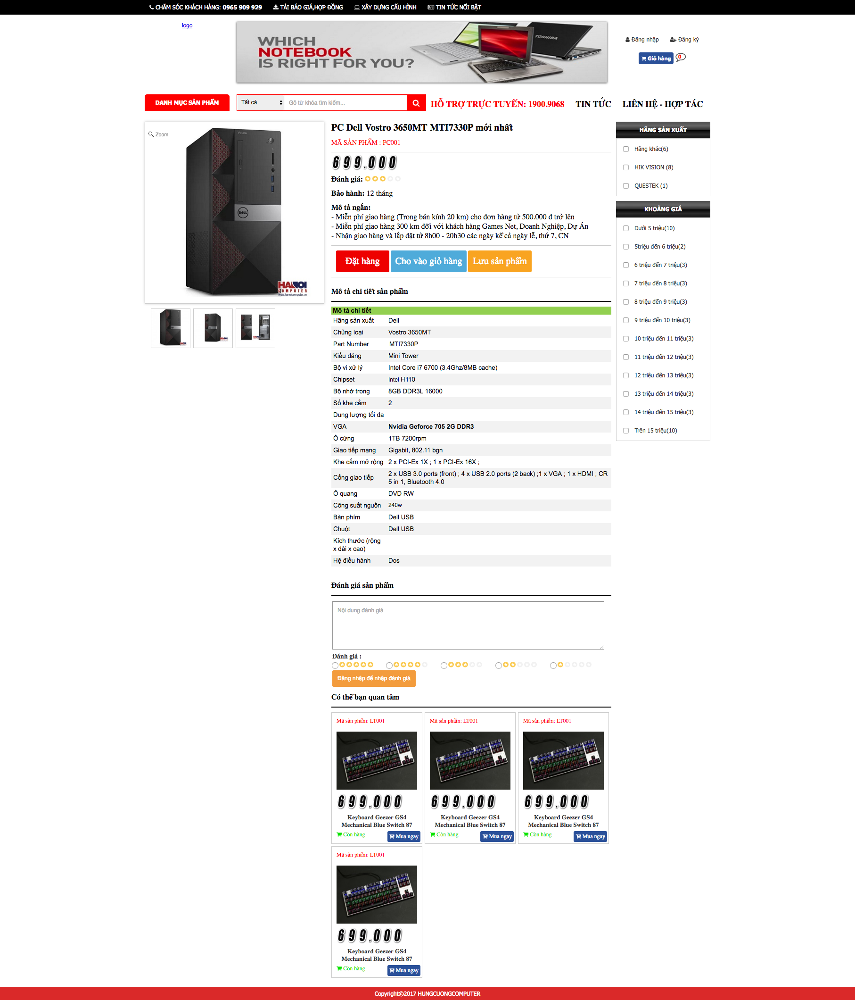 CHĂM SÓC KHÁCH HÀNG: 0965 909 929 TẢI BÁO GIÁ,HỢP ĐỒNG XÂY DỰNG CẤU HÌNH TIN TỨC NỔI BẬT
logo
WHICH
NOTEBOOK
IS RIGHT FOR YOU?
TOSHIBA
Đăng nhập Đăng ký
Giỏ hàng 0
DANH MỤC SẢN PHẨM Tất cả Gõ từ khóa tìm kiếm... HỖ TRỢ TRỰC TUYẾN: 1900.9068 TIN TỨC LIÊN HỆ - HỢP TÁC
Zoom
Vostro
DELL
HANOI
COMPUTER
www.hanoicomputer.vn
PC Dell Vostro 3650MT MTI7330P mới nhất
MÃ SẢN PHẨM : PC001
699.000
Đánh giá:
Bảo hành: 12 tháng
Mô tả ngắn:
- Miễn phí giao hàng (Trong bán kính 20 km) cho đơn hàng từ 500.000 đ trở lên
- Miễn phí giao hàng 300 km đối với khách hàng Games Net, Doanh Nghiệp, Dự Án
- Nhận giao hàng và lắp đặt từ 8h00 - 20h30 các ngày kể cả ngày lễ, thứ 7, CN
Đặt hàng Cho vào giỏ hàng Lưu sản phẩm
Mô tả chi tiết sản phẩm
Mô tả chi tiết
Hãng sản xuất Dell
Chủng loại Vostro 3650MT
Part Number MTI7330P
Kiểu dáng Mini Tower
Bộ vi xử lý Intel Core i7 6700 (3.4Ghz/8MB cache)
Chipset Intel H110
Bộ nhớ trong 8GB DDR3L 16000
Số khe cắm 2
Dung lượng tối đa
VGA Nvidia Geforce 705 2G DDR3
Ổ cứng 1TB 7200rpm
Giao tiếp mạng Gigabit, 802.11 bgn
Khe cắm mở rộng 2 x PCI-Ex 1X ; 1 x PCI-Ex 16X ;
Cổng giao tiếp 2 x USB 3.0 ports (front) ; 4 x USB 2.0 ports (2 back) ;1 x VGA ; 1 x HDMI ; CR
5 in 1, Bluetooth 4.0
Ổ quang DVD RW
Công suất nguồn 240w
Bàn phím Dell USB
Chuột Dell USB
Kích thước (rộng
x dài x cao)
Hệ điều hành Dos
Đánh giá sản phẩm
Nội dung đánh giá
Đánh giá :
Đăng nhập để nhập đánh giá
Có thể bạn quan tâm
Mã sản phẩm: LT001 Mã sản phẩm: LT001 Mã sản phẩm: LT001
699.000 699.000 699.000
Keyboard Geezer GS4 Keyboard Geezer GS4 Keyboard Geezer GS4
Mechanical Blue Switch 87 Mechanical Blue Switch 87 Mechanical Blue Switch 87
Còn hàng Mua ngay Còn hàng Mua ngay Còn hàng Mua ngay
Mã sản phẩm: LT001
699.000
Keyboard Geezer GS4
Mechanical Blue Switch 87
Còn hàng Mua ngay
HÃNG SẢN XUẤT
Hãng khác(6)
HIK VISION (8)
QUESTEK (1)
KHOẢNG GIÁ
Dưới 5 triệu(10)
5triệu đến 6 triệu(2)
6 triệu đến 7 triệu(3)
7 triệu đến 8 triệu(3)
8 triệu đến 9 triệu(3)
9 triệu đến 10 triệu(3)
10 triệu đến 11 triệu(3)
11 triệu đến 12 triệu(3)
12 triệu đến 13 triệu(3)
13 triệu đến 14 triệu(3)
14 triệu đến 15 triệu(3)
Trên 15 triệu(10)
Copyright©2017 HUNGCUONGCOMPUTER